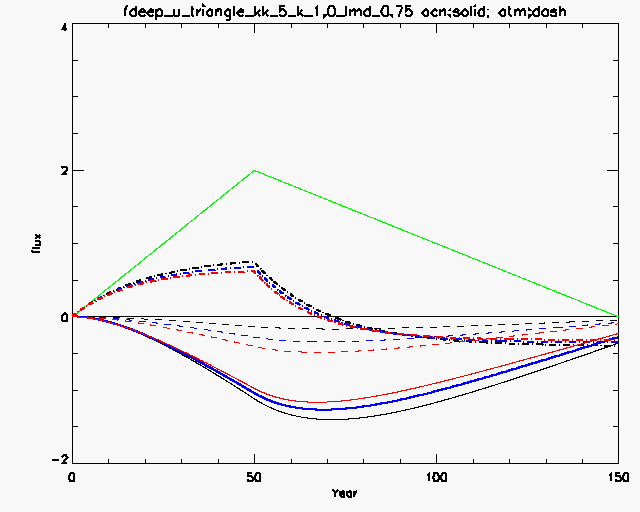 fdeep_u_triangle_kk_5_k_1.0_lmd_0.75 ocn:solid; atm:dash
4
2
0
-2
flux
0
50
100
150
Year